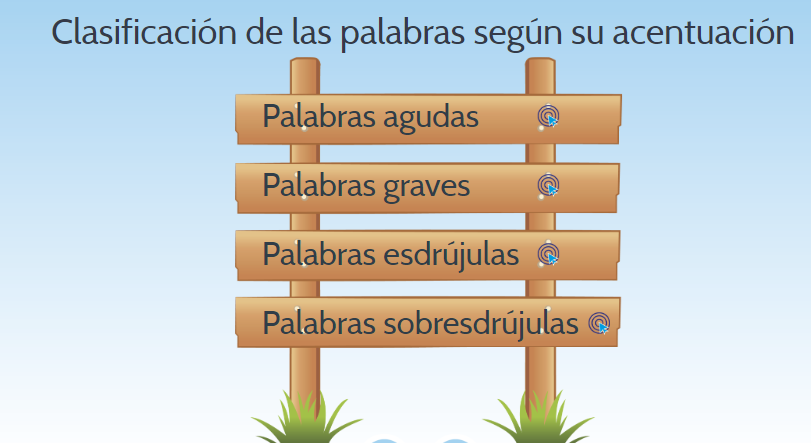 Clasificación de las palabras según su acentuación
Palabras agudas
Palabras graves
Palabras esdrújulas
Palabras sobresdrújulas